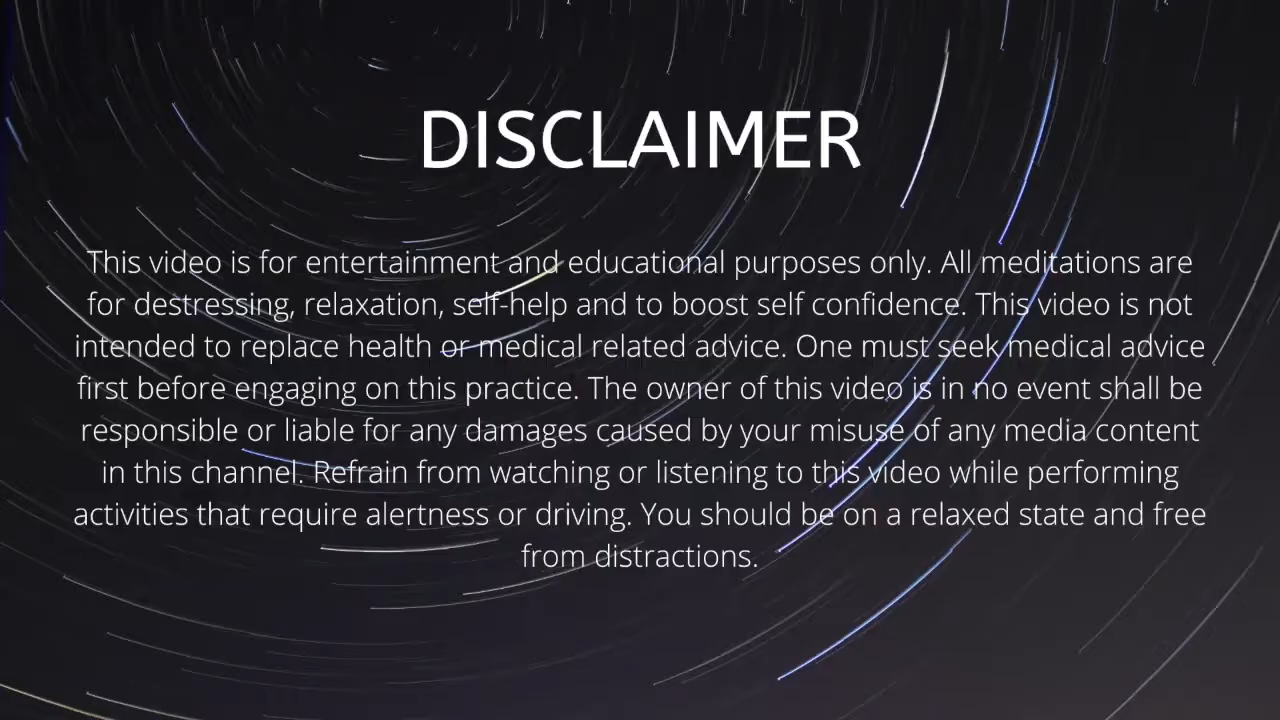 DISCLAIMER
This video is for entertainment and educational purposes only. All meditations are
for destressing, relaxation, self-help and to boost self confidence. This video is not
intended to replace health or medical related advice. One must seek medical advice
first before engaging on this practice. The owner of this video is in no event shall be
responsible or liable for any damages caused by your misuse of any media content
in this channel. Refrain from watching or listening to this video while performing
activities that require alertness or driving. You should be on a relaxed state and free
from distractions.